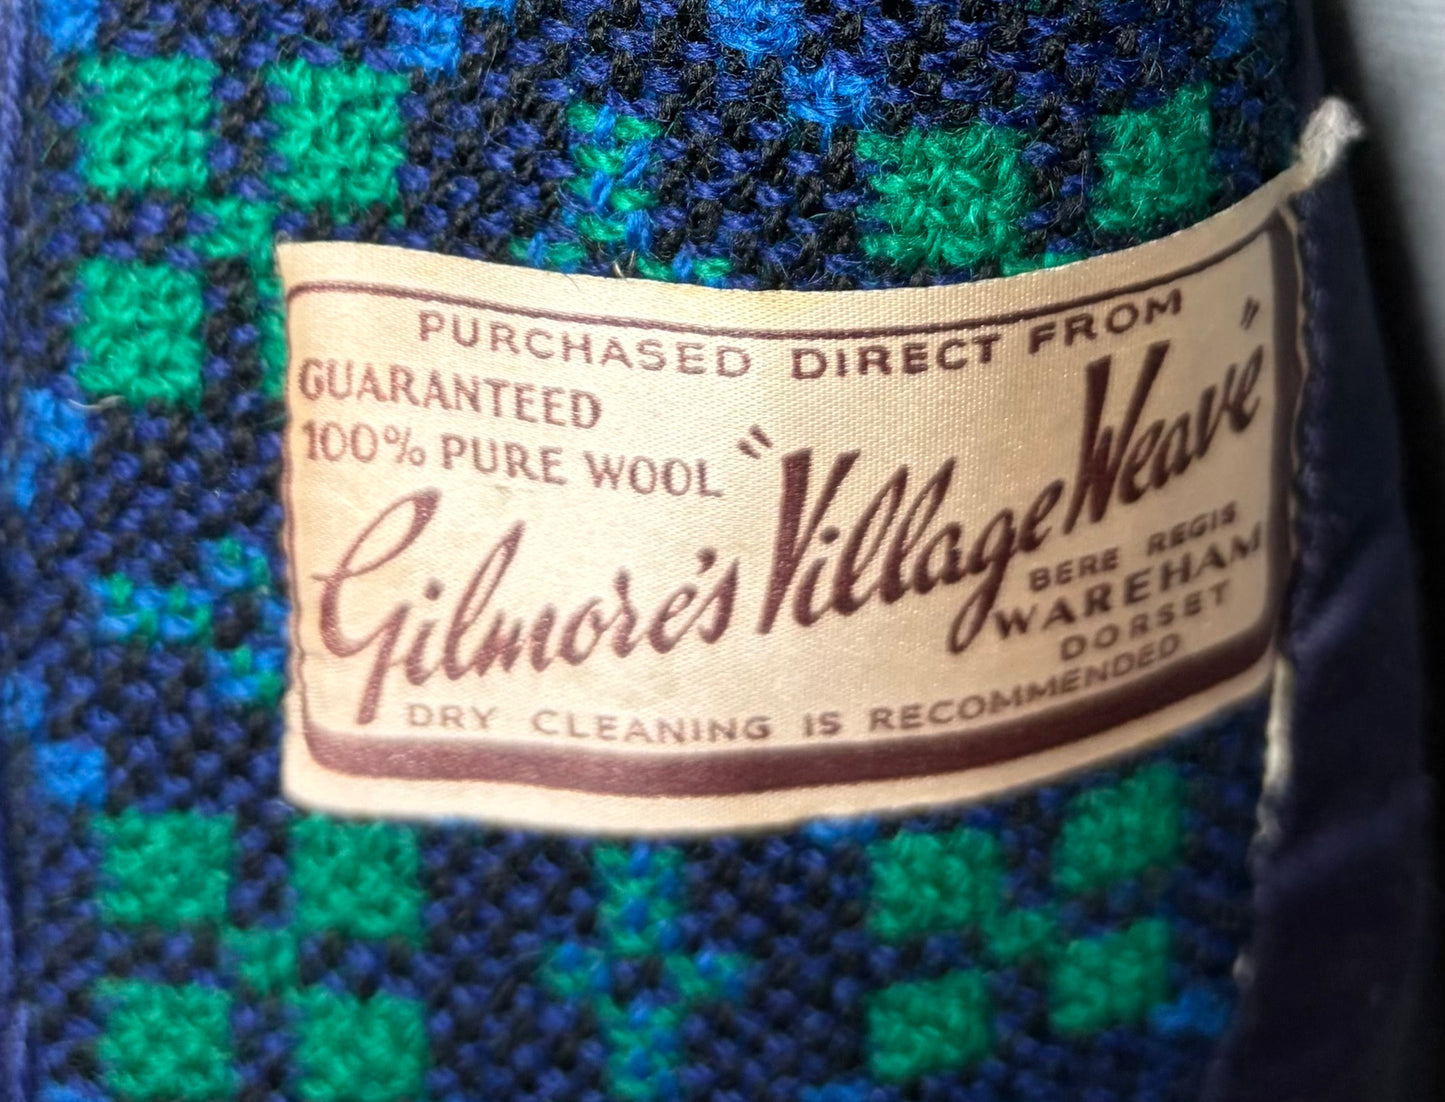 PURCHASED DIRECT FROM
GUARANTEED
100% PURE WOOL
Gilmore's "Village Weave"
BERE REGIS
WAREHAM
DORSET
DRY CLEANING IS RECOMMENDED